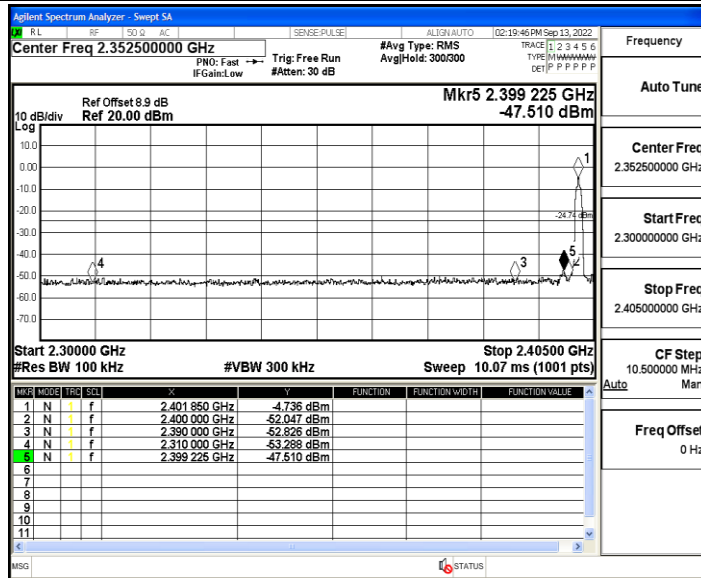 Agilent Spectrum Analyzer - Swept SA
RL RF 50 Ω AC SENSE:PULSE ALIGN AUTO 02:19:46 PM Sep 13, 2022
Center Freq 2.352500000 GHz
PNO: Fast
IFGain:Low
Trig: Free Run
#Atten: 30 dB
#Avg Type: RMS
Avg|Hold: 300/300
TRACE 1 2 3 4 5 6
TYPE MWWWWW
DET P P P P P P
Ref Offset 8.9 dB
Ref 20.00 dBm
10 dB/div
Log
Mkr5 2.399 225 GHz
-47.510 dBm
10.0
0.00
-10.0
-20.0
-30.0
-40.0
-50.0
-60.0
-70.0
1
-24.74 dBm
4
3
5
2
Start 2.30000 GHz
Stop 2.40500 GHz
#Res BW 100 kHz
#VBW 300 kHz
Sweep 10.07 ms (1001 pts)
MKR MODE TRC SCL X Y FUNCTION FUNCTION WIDTH FUNCTION VALUE
1 N 1 f 2.401 850 GHz -4.736 dBm
2 N 1 f 2.400 000 GHz -52.047 dBm
3 N 1 f 2.390 000 GHz -52.826 dBm
4 N 1 f 2.310 000 GHz -53.288 dBm
5 N 1 f 2.399 225 GHz -47.510 dBm
6
7
8
9
10
11
MSG
STATUS
Frequency
Auto Tune
Center Freq
2.352500000 GHz
Start Freq
2.300000000 GHz
Stop Freq
2.405000000 GHz
CF Step
10.500000 MHz
Auto Man
Freq Offset
0 Hz